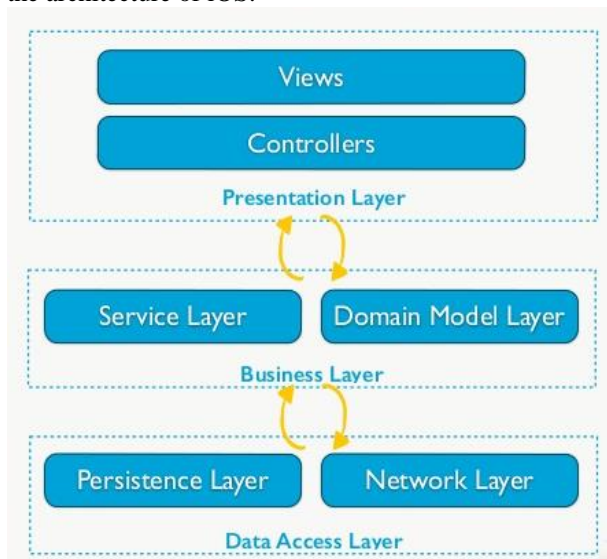 the architecture of iOS.
Views
Controllers
Presentation Layer
Service Layer
Domain Model Layer
Business Layer
Persistence Layer
Network Layer
Data Access Layer